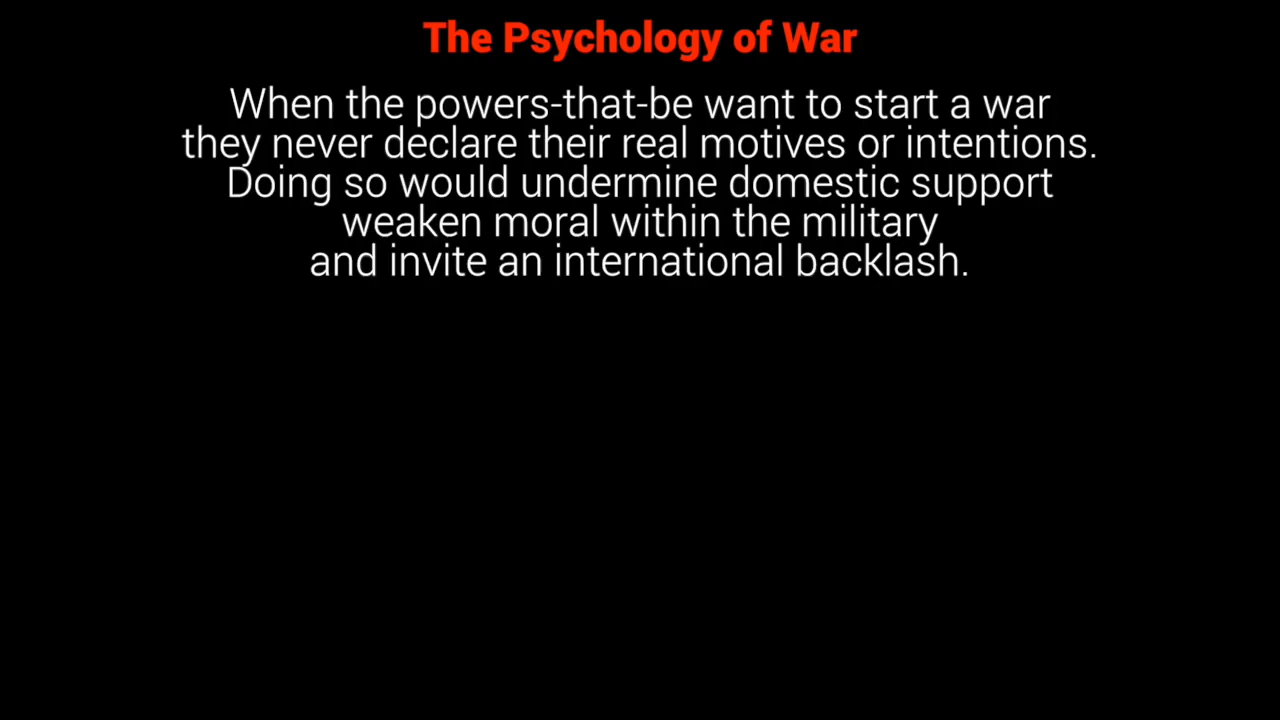 The Psychology of War
When the powers-that-be want to start a war
they never declare their real motives or intentions.
Doing so would undermine domestic support
weaken moral within the military
and invite an international backlash.